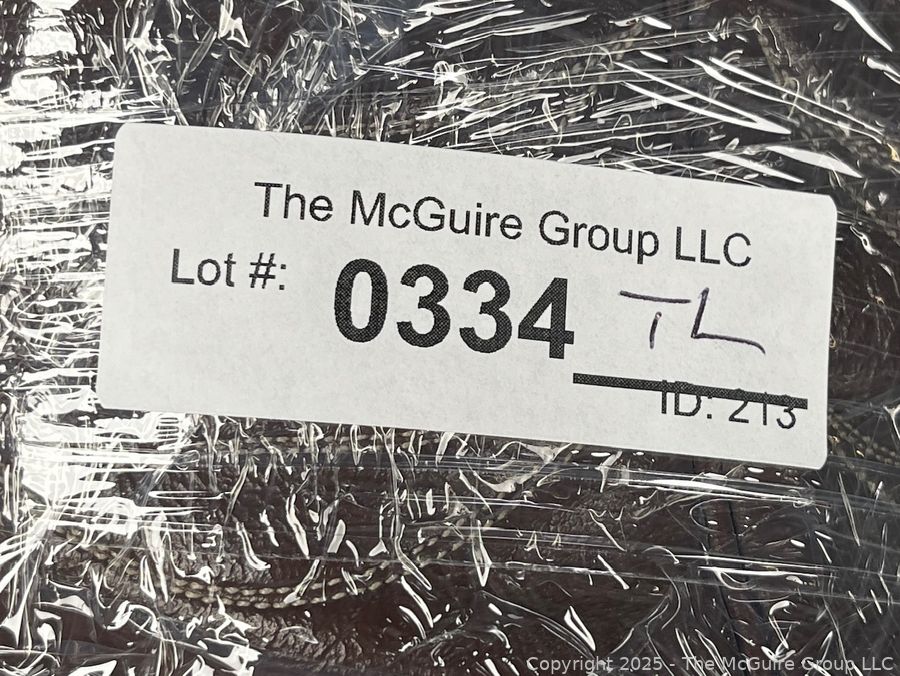 The McGuire Group LLC
Lot #: 0334 TL
ID: 213
Copyright 2025 - The McGuire Group LLC